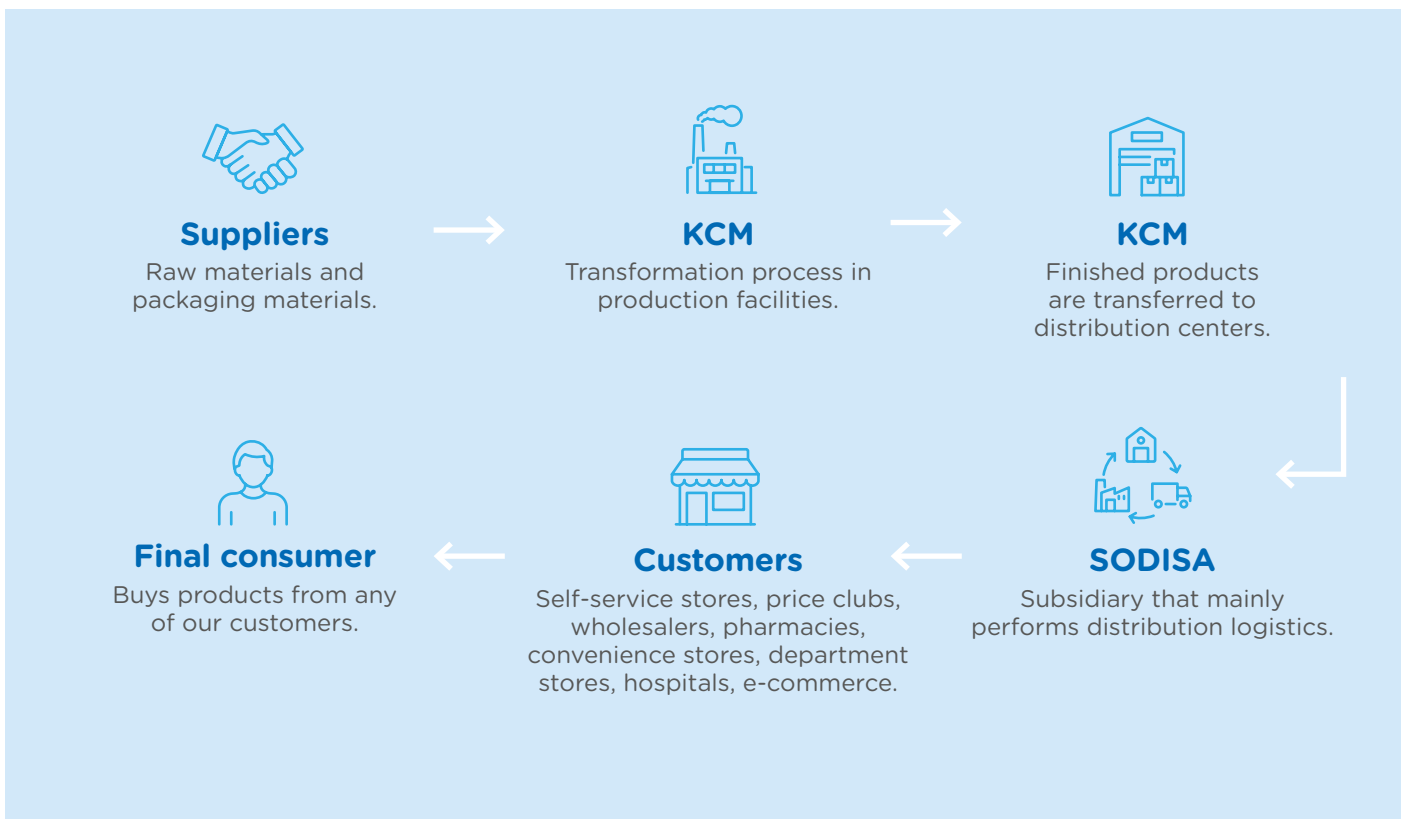 Suppliers
Raw materials and
packaging materials.
KCM
Transformation process in
production facilities.
KCM
Finished products
are transferred to
distribution centers.
SODISA
Subsidiary that mainly
performs distribution logistics.
Customers
Self-service stores, price clubs,
wholesalers, pharmacies,
convenience stores, department
stores, hospitals, e-commerce.
Final consumer
Buys products from any
of our customers.